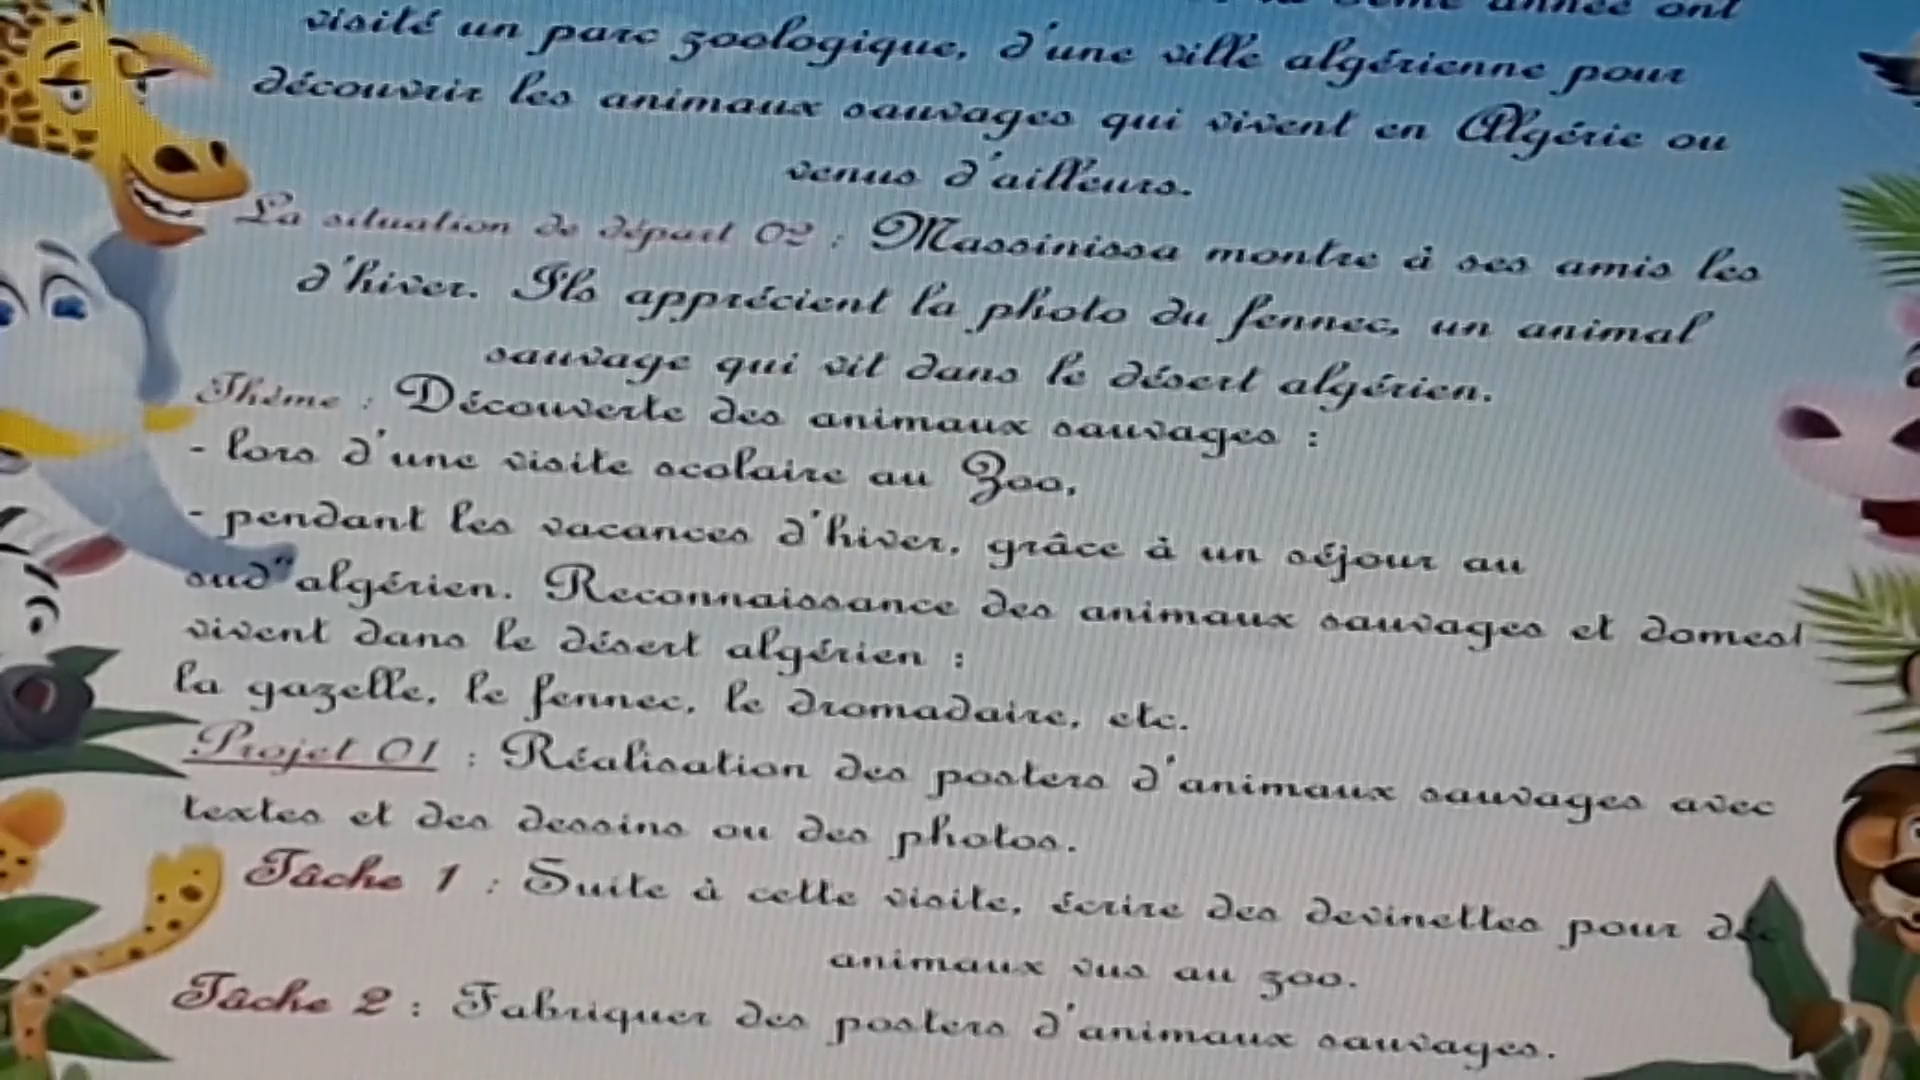 année ont
visité un parc zoologique, d'une ville algérienne pour
découvrir les animaux sauvages qui vivent en Algérie ou
venus d'ailleurs.
La situation de départ 02 : Massinissa montre à ses amis les
d'hiver. Ils apprécient la photo du fennec, un animal
sauvage qui vit dans le désert algérien.
Thème : Découverte des animaux sauvages :
- lors d'une visite scolaire au Zoo,
- pendant les vacances d'hiver, grâce à un séjour au
sud" algérien. Reconnaissance des animaux sauvages et domest
vivent dans le désert algérien :
la gazelle, le fennec, le dromadaire, etc.
Projet 01 : Réalisation des posters d'animaux sauvages avec
textes et des dessins ou des photos.
Tâche 1 : Suite à cette visite, écrire des devinettes pour
animaux vus au zoo.
Tâche 2 : Fabriquer des posters d'animaux sauvages.